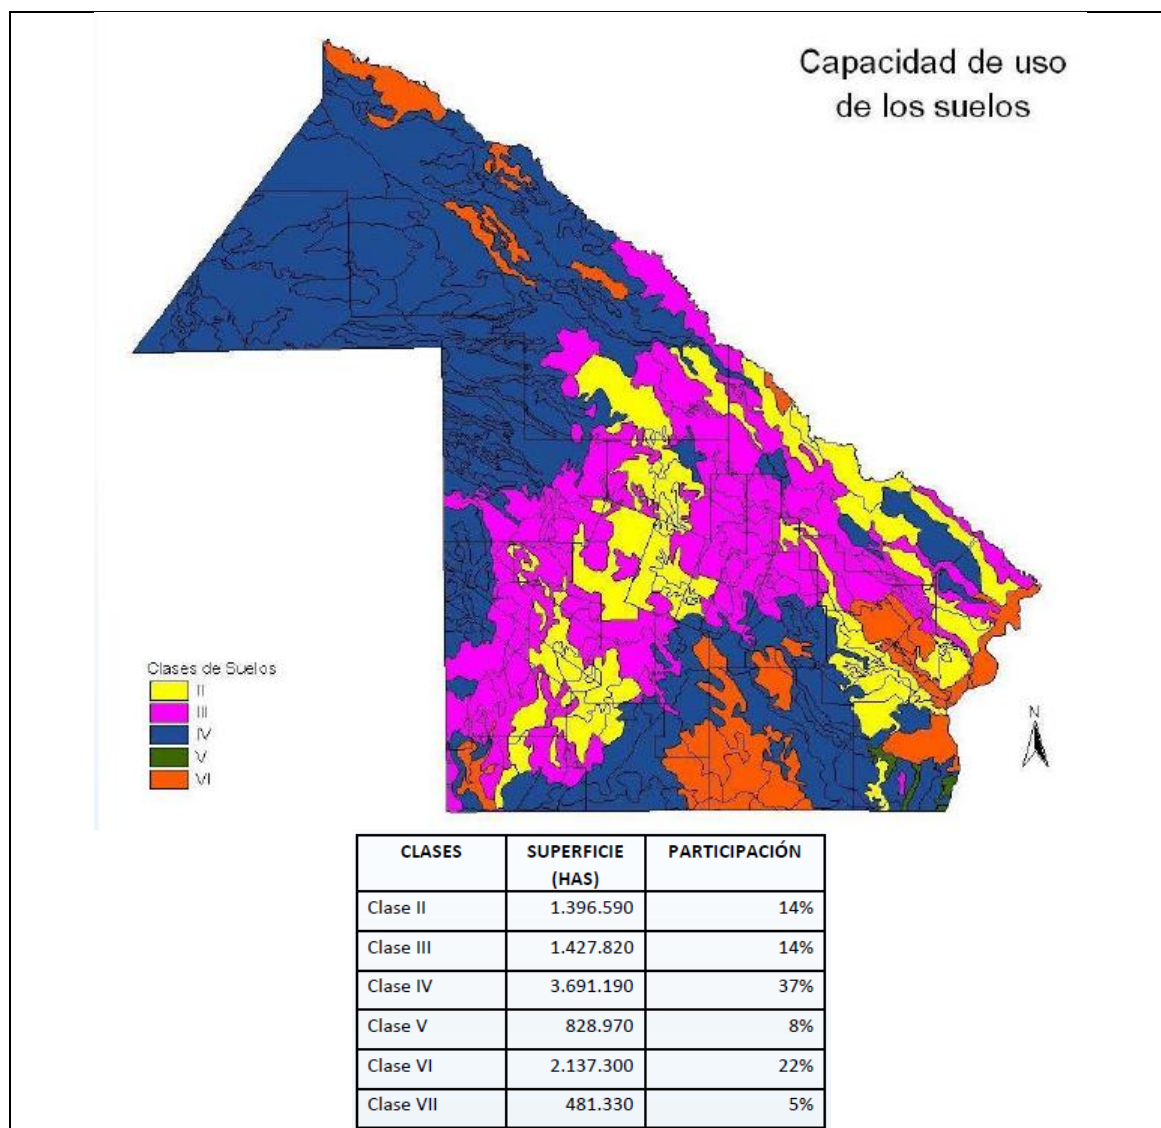 Capacidad de uso
de los suelos
Clases de Suelos
II
III
IV
V
VI
N
CLASES SUPERFICIE PARTICIPACIÓN
(HAS)
Clase II 1.396.590 14%
Clase III 1.427.820 14%
Clase IV 3.691.190 37%
Clase V 828.970 8%
Clase VI 2.137.300 22%
Clase VII 481.330 5%